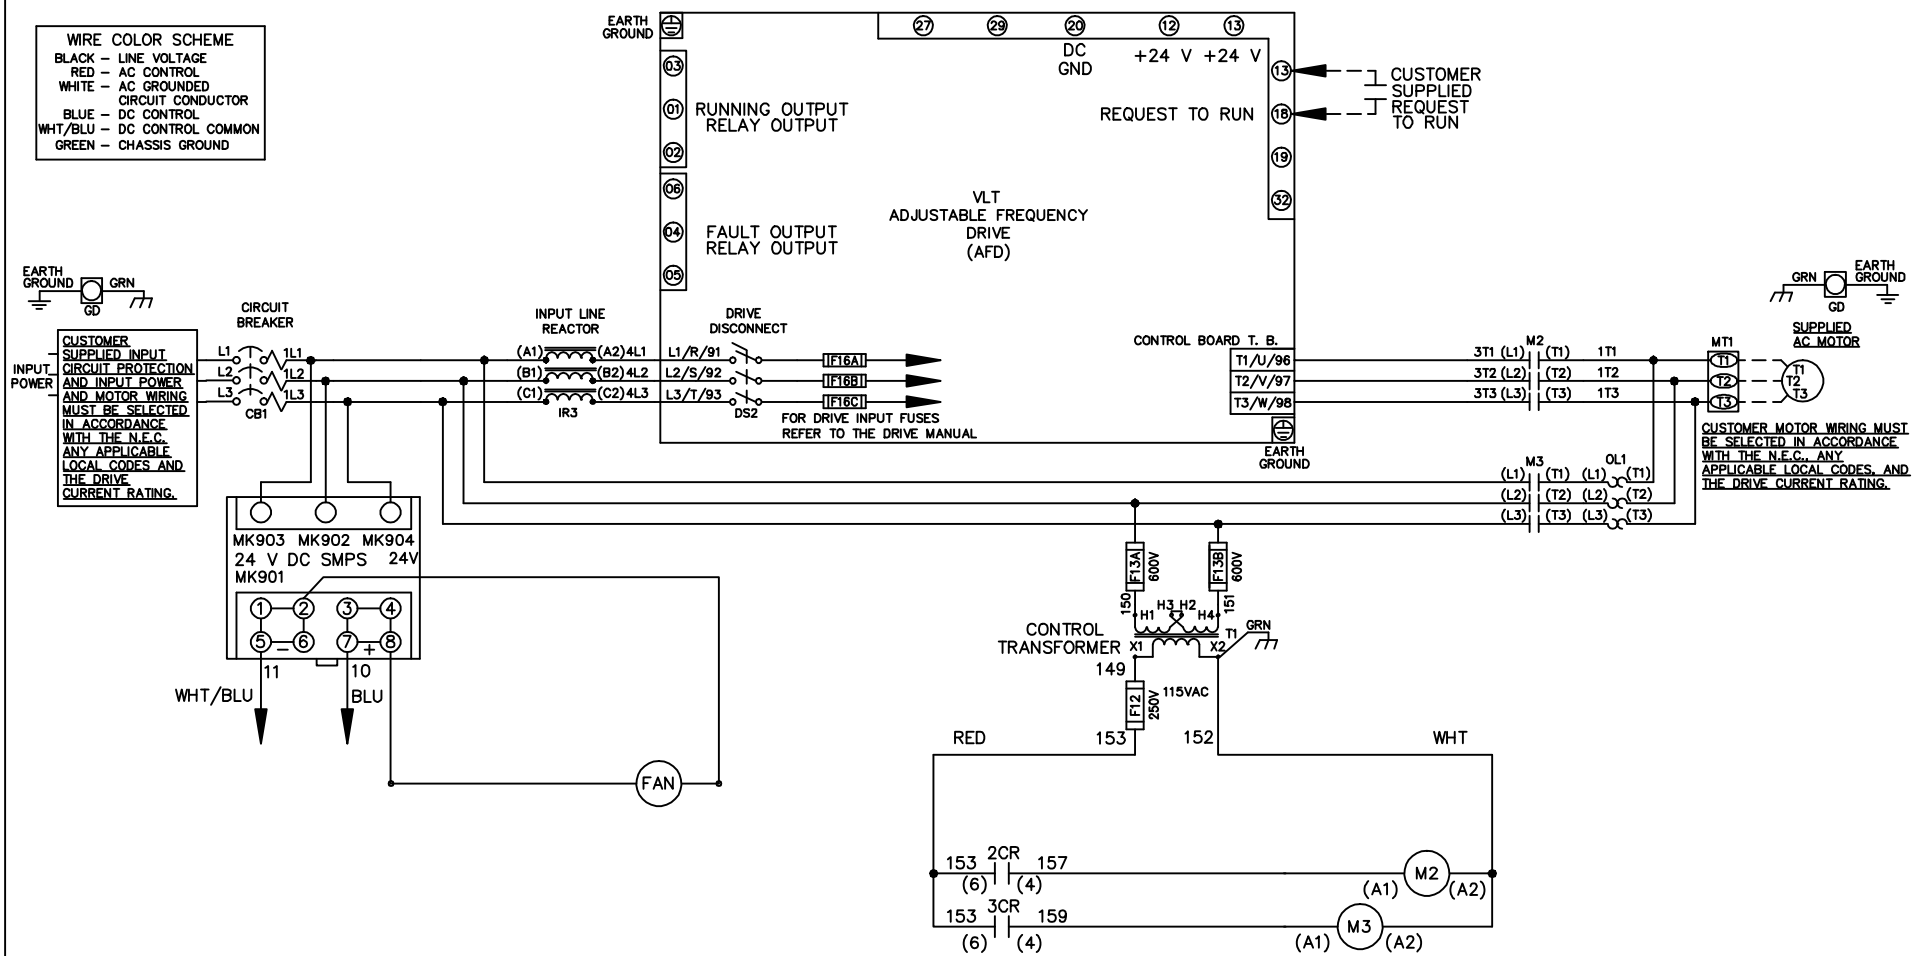 WIRE COLOR SCHEME
BLACK – LINE VOLTAGE
RED – AC CONTROL
WHITE – AC GROUNDED
CIRCUIT CONDUCTOR
BLUE – DC CONTROL
WHT/BLU – DC CONTROL COMMON
GREEN – CHASSIS GROUND
EARTH
GROUND
27 29 20 12 13
DC
GND
+24 V +24 V
03
01
02
RUNNING OUTPUT
RELAY OUTPUT
06
04
05
FAULT OUTPUT
RELAY OUTPUT
13
18
19
32
REQUEST TO RUN
CUSTOMER
SUPPLIED
REQUEST
TO RUN
VLT
ADJUSTABLE FREQUENCY
DRIVE
(AFD)
EARTH
GROUND
GRN
GD
INPUT
POWER
CUSTOMER
SUPPLIED INPUT
CIRCUIT PROTECTION
AND INPUT POWER
AND MOTOR WIRING
MUST BE SELECTED
IN ACCORDANCE
WITH THE N.E.C.
ANY APPLICABLE
LOCAL CODES AND
THE DRIVE
CURRENT RATING.
CIRCUIT
BREAKER
L1 1L1
L2 1L2
L3 1L3
CB1
INPUT LINE
REACTOR
(A1) (A2) 4L1
(B1) (B2) 4L2
(C1) (C2) 4L3
IR3
DRIVE
DISCONNECT
L1/R/91
L2/S/92
L3/T/93
DS2
F16A
F16B
F16C
FOR DRIVE INPUT FUSES
REFER TO THE DRIVE MANUAL
CONTROL BOARD T. B.
T1/U/96
T2/V/97
T3/W/98
EARTH
GROUND
M2
3T1 (L1) (T1) 1T1
3T2 (L2) (T2) 1T2
3T3 (L3) (T3) 1T3
MT1
T1
T2
T3
GRN
GD
EARTH
GROUND
SUPPLIED
AC MOTOR
T1
T2
T3
CUSTOMER MOTOR WIRING MUST
BE SELECTED IN ACCORDANCE
WITH THE N.E.C., ANY
APPLICABLE LOCAL CODES, AND
THE DRIVE CURRENT RATING.
M3 OL1
(L1) (T1) (L1) (T1)
(L2) (T2) (L2) (T2)
(L3) (T3) (L3) (T3)
MK903 MK902 MK904
24 V DC SMPS 24V
MK901
1 2 3 4
5 – 6 7 + 8
11
10
WHT/BLU
BLU
FAN
F13A
600V
F13B
600V
150
151
H1 H3 H2 H4
CONTROL
TRANSFORMER
X1 X2
T1
GRN
149
F12
250V
115VAC
153
152
RED
WHT
153 2CR 157
(6) (4)
(A1) M2 (A2)
153 3CR 159
(6) (4)
(A1) M3 (A2)